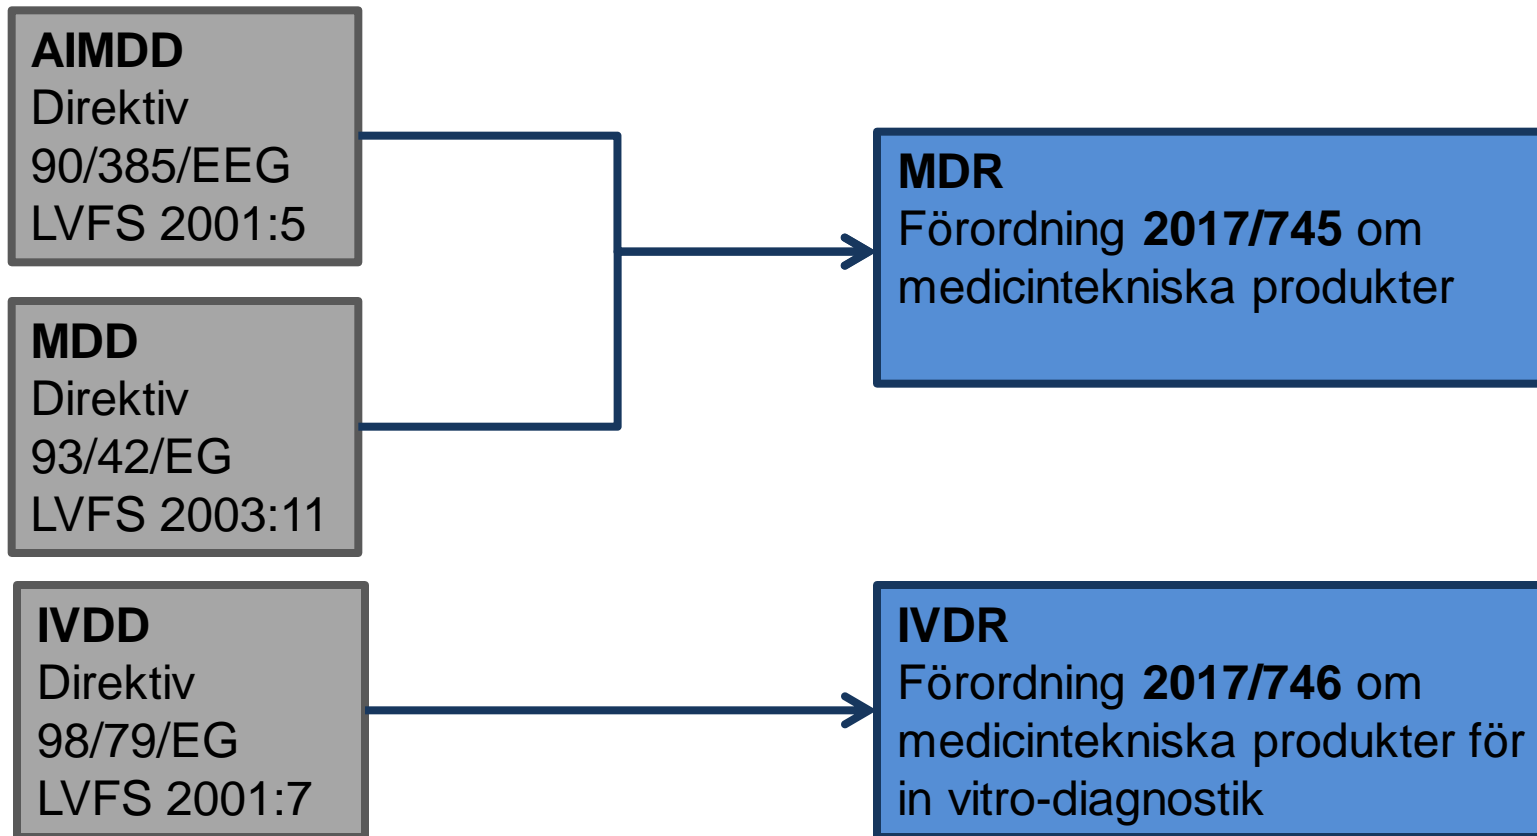 AIMDD
Direktiv
90/385/EEG
LVFS 2001:5
MDD
Direktiv
93/42/EG
LVFS 2003:11
IVDD
Direktiv
98/79/EG
LVFS 2001:7
MDR
Förordning 2017/745 om
medicintekniska produkter
IVDR
Förordning 2017/746 om
medicintekniska produkter för
in vitro-diagnostik